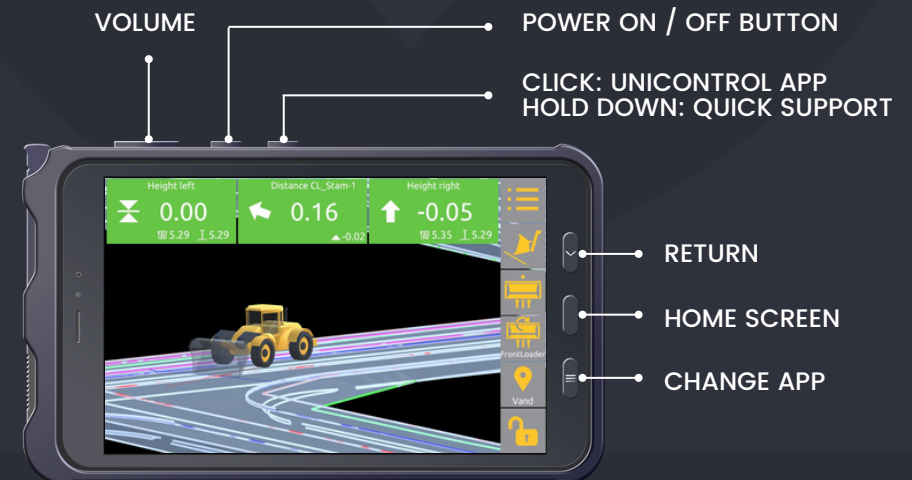 VOLUME
POWER ON / OFF BUTTON
CLICK: UNICONTROL APP
HOLD DOWN: QUICK SUPPORT
Height left
0.00
5.29 5.29
Distance CL_Stam-1
0.16
-0.02
Height right
-0.05
5.35 5.29
FrontLoader
Vand
RETURN
HOME SCREEN
CHANGE APP